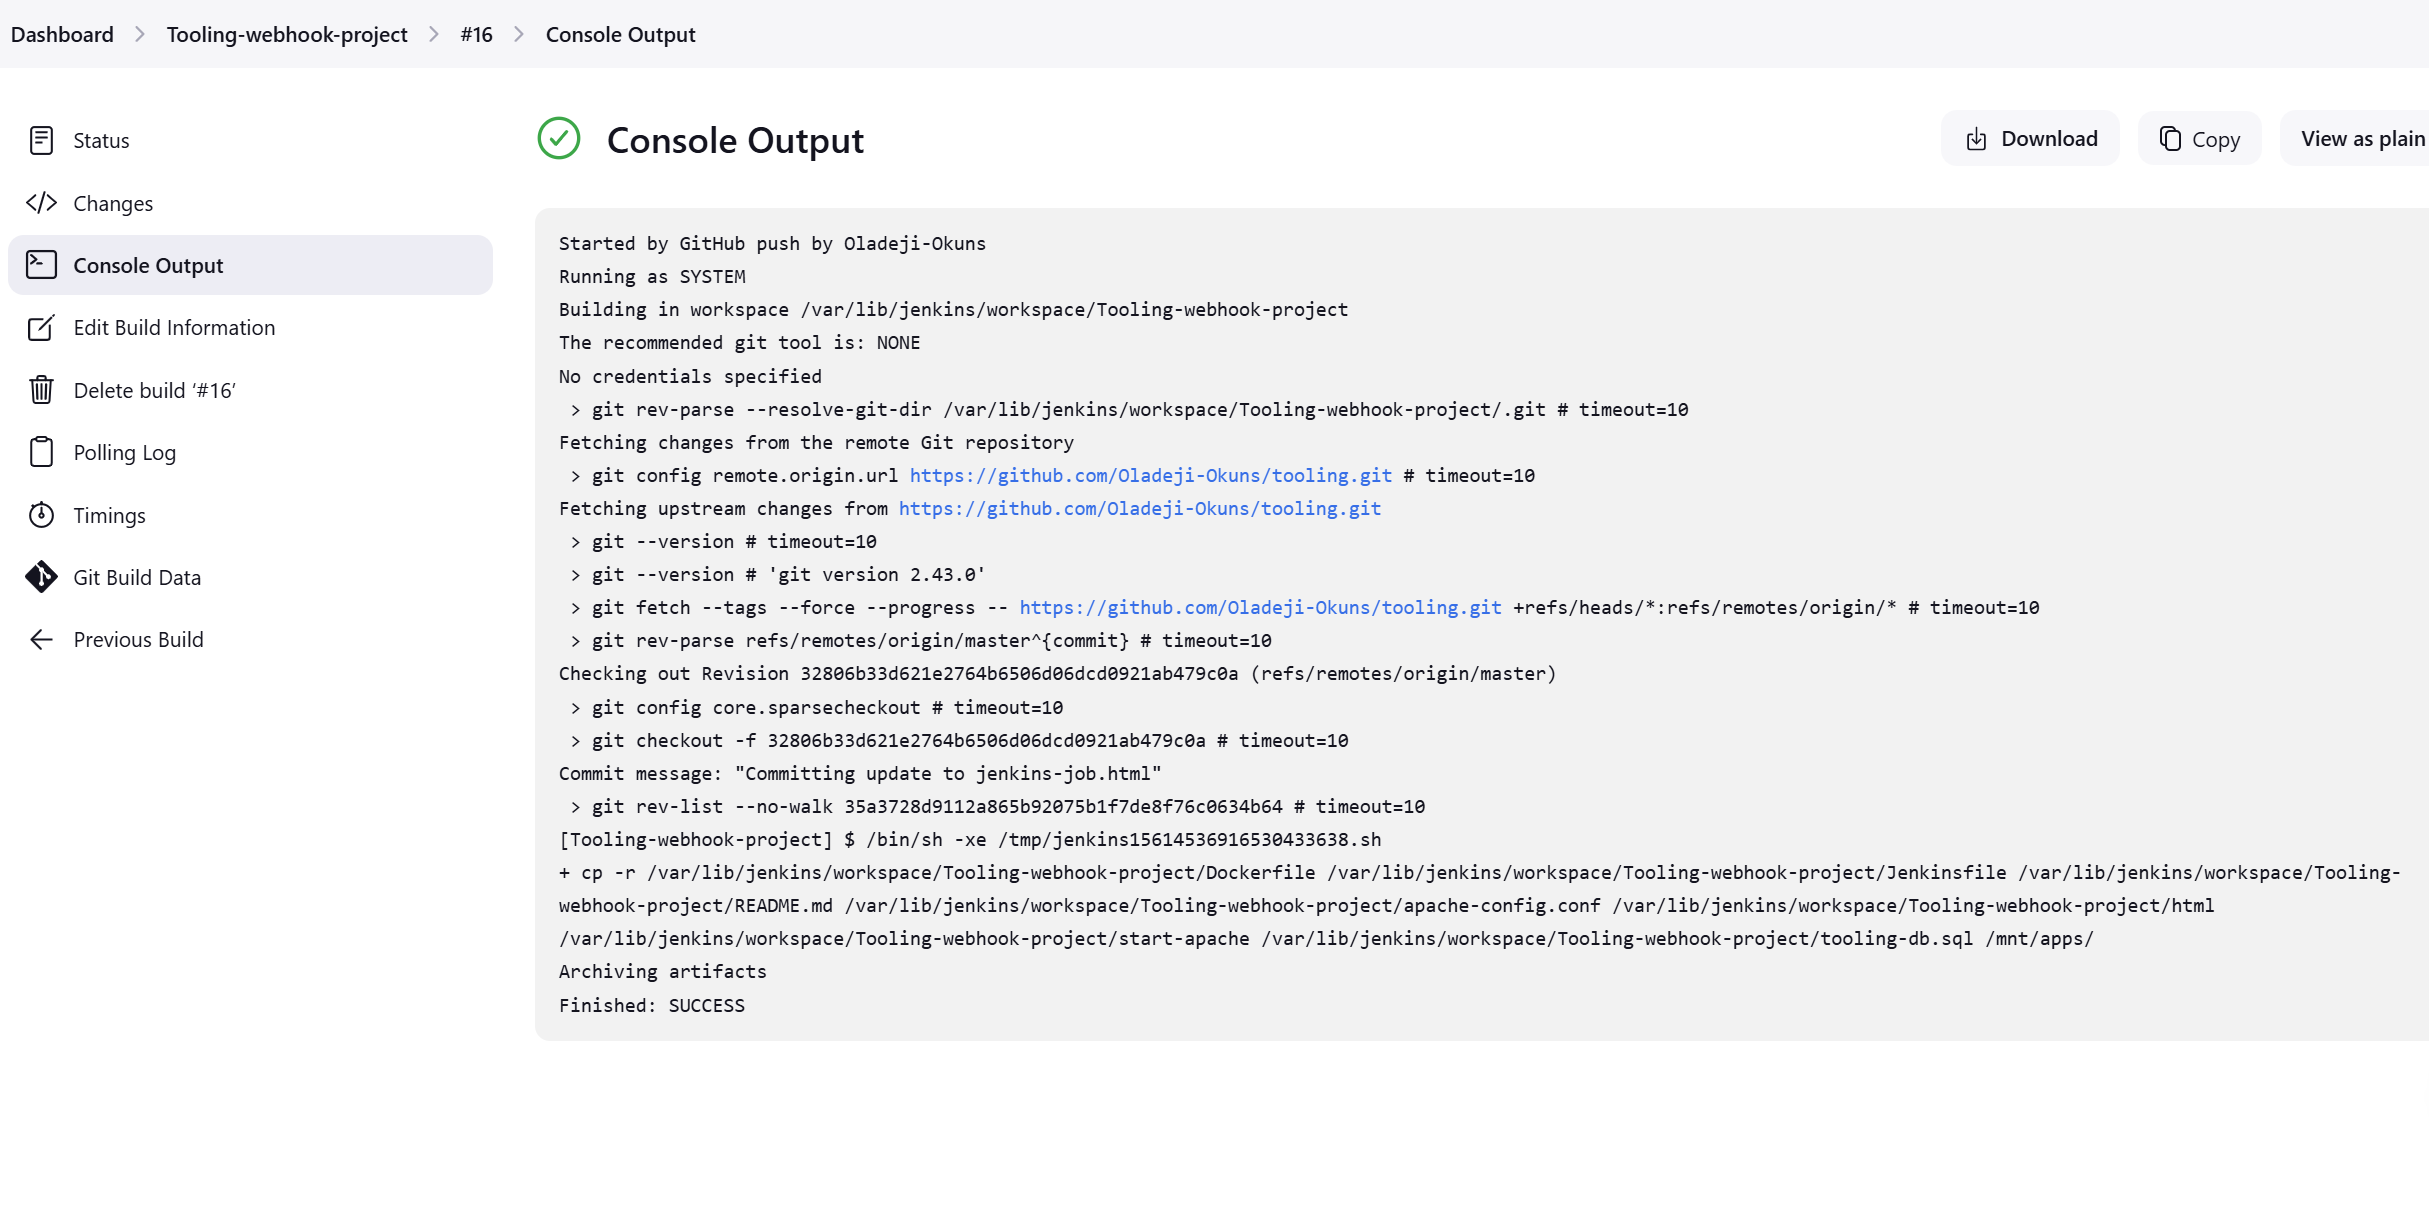 Dashboard > Tooling-webhook-project > #16 > Console Output
Status
Changes
Console Output
Edit Build Information
Delete build ‘#16’
Polling Log
Timings
Git Build Data
Previous Build
Console Output
Download
Copy
View as plain
Started by GitHub push by Oladeji-Okuns
Running as SYSTEM
Building in workspace /var/lib/jenkins/workspace/Tooling-webhook-project
The recommended git tool is: NONE
No credentials specified
> git rev-parse --resolve-git-dir /var/lib/jenkins/workspace/Tooling-webhook-project/.git # timeout=10
Fetching changes from the remote Git repository
> git config remote.origin.url https://github.com/Oladeji-Okuns/tooling.git # timeout=10
Fetching upstream changes from https://github.com/Oladeji-Okuns/tooling.git
> git --version # timeout=10
> git --version # 'git version 2.43.0'
> git fetch --tags --force --progress -- https://github.com/Oladeji-Okuns/tooling.git +refs/heads/*:refs/remotes/origin/* # timeout=10
> git rev-parse refs/remotes/origin/master^{commit} # timeout=10
Checking out Revision 32806b33d621e2764b6506d06dcd0921ab479c0a (refs/remotes/origin/master)
> git config core.sparsecheckout # timeout=10
> git checkout -f 32806b33d621e2764b6506d06dcd0921ab479c0a # timeout=10
Commit message: "Committing update to jenkins-job.html"
> git rev-list --no-walk 35a3728d9112a865b92075b1f7de8f76c0634b64 # timeout=10
[Tooling-webhook-project] $ /bin/sh -xe /tmp/jenkins15614536916530433638.sh
+ cp -r /var/lib/jenkins/workspace/Tooling-webhook-project/Dockerfile /var/lib/jenkins/workspace/Tooling-webhook-project/Jenkinsfile /var/lib/jenkins/workspace/Tooling-
webhook-project/README.md /var/lib/jenkins/workspace/Tooling-webhook-project/apache-config.conf /var/lib/jenkins/workspace/Tooling-webhook-project/html
/var/lib/jenkins/workspace/Tooling-webhook-project/start-apache /var/lib/jenkins/workspace/Tooling-webhook-project/tooling-db.sql /mnt/apps/
Archiving artifacts
Finished: SUCCESS